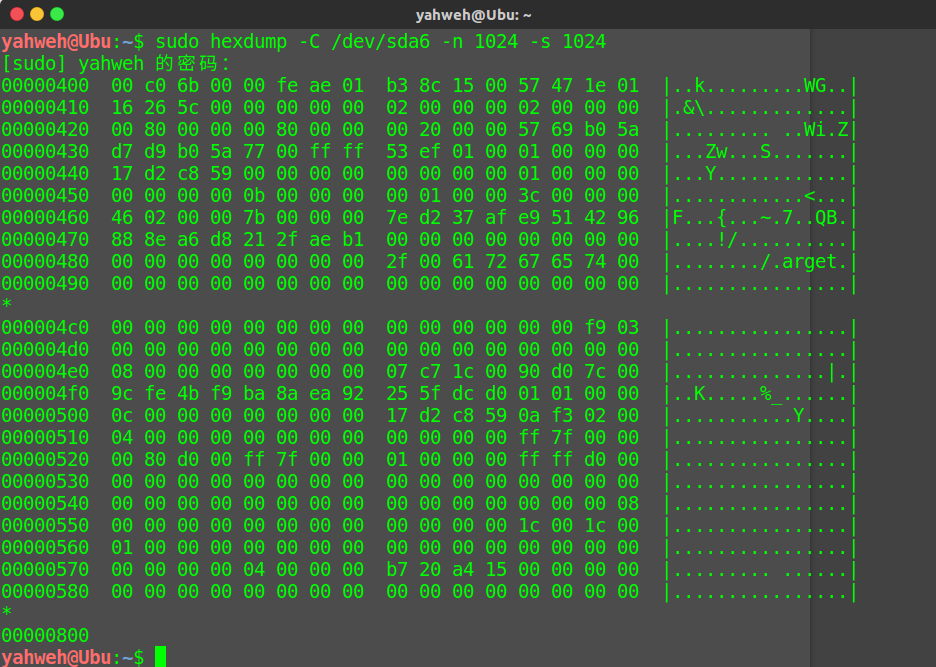 yahweh@Ubu: ~
yahweh@Ubu:~$ sudo hexdump -C /dev/sda6 -n 1024 -s 1024
[sudo] yahweh 的密码：
00000400  00 c0 6b 00 00 fe ae 01  b3 8c 15 00 57 47 1e 01  |..k.........WG..|
00000410  16 26 5c 00 00 00 00 00  02 00 00 00 02 00 00 00  |.&\.............|
00000420  00 80 00 00 00 80 00 00  00 20 00 00 57 69 b0 5a  |......... ..Wi.Z|
00000430  d7 d9 b0 5a 77 00 ff ff  53 ef 01 00 01 00 00 00  |...Zw...S.......|
00000440  17 d2 c8 59 00 00 00 00  00 00 00 00 01 00 00 00  |...Y............|
00000450  00 00 00 00 0b 00 00 00  00 01 00 00 3c 00 00 00  |............<...|
00000460  46 02 00 00 7b 00 00 00  7e d2 37 af e9 51 42 96  |F...{...~.7..QB.|
00000470  88 8e a6 d8 21 2f ae b1  00 00 00 00 00 00 00 00  |....!/..........|
00000480  00 00 00 00 00 00 00 00  2f 00 61 72 67 65 74 00  |......../.arget.|
00000490  00 00 00 00 00 00 00 00  00 00 00 00 00 00 00 00  |................|
*
000004c0  00 00 00 00 00 00 00 00  00 00 00 00 00 00 f9 03  |................|
000004d0  00 00 00 00 00 00 00 00  00 00 00 00 00 00 00 00  |................|
000004e0  08 00 00 00 00 00 00 00  07 c7 1c 00 90 d0 7c 00  |..............|.|
000004f0  9c fe 4b f9 ba 8a ea 92  25 5f dc d0 01 01 00 00  |..K.....%_......|
00000500  0c 00 00 00 00 00 00 00  17 d2 c8 59 0a f3 02 00  |...........Y....|
00000510  04 00 00 00 00 00 00 00  00 00 00 00 ff 7f 00 00  |................|
00000520  00 80 d0 00 ff 7f 00 00  01 00 00 00 ff ff d0 00  |................|
00000530  00 00 00 00 00 00 00 00  00 00 00 00 00 00 00 00  |................|
00000540  00 00 00 00 00 00 00 00  00 00 00 00 00 00 00 08  |................|
00000550  00 00 00 00 00 00 00 00  00 00 00 00 1c 00 1c 00  |................|
00000560  01 00 00 00 00 00 00 00  00 00 00 00 00 00 00 00  |................|
00000570  00 00 00 00 04 00 00 00  b7 20 a4 15 00 00 00 00  |......... ......|
00000580  00 00 00 00 00 00 00 00  00 00 00 00 00 00 00 00  |................|
*
00000800
yahweh@Ubu:~$